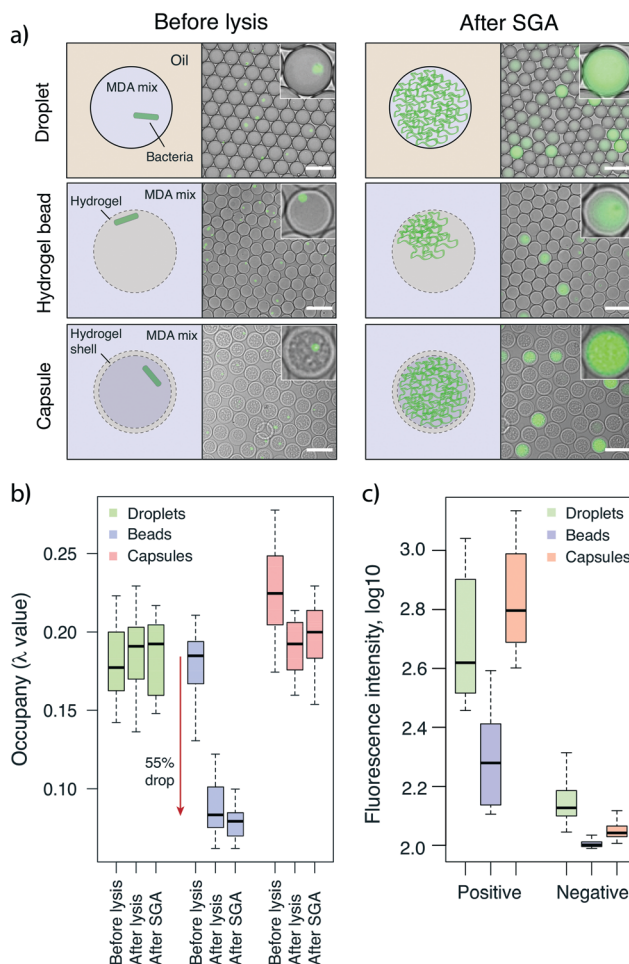 a)
Before lysis
After SGA
Droplet
Oil
MDA mix
Bacteria
Hydrogel bead
Hydrogel
MDA mix
Capsule
Hydrogel
shell
MDA mix
b)
Droplets
Beads
Capsules
Occupany (λ value)
0.25
0.20
0.15
0.10
55%
drop
Before lysis
After lysis
After SGA
Before lysis
After lysis
After SGA
Before lysis
After lysis
After SGA
c)
Droplets
Beads
Capsules
Fluorescence intensity, log10
3.0
2.8
2.6
2.4
2.2
2.0
Positive
Negative